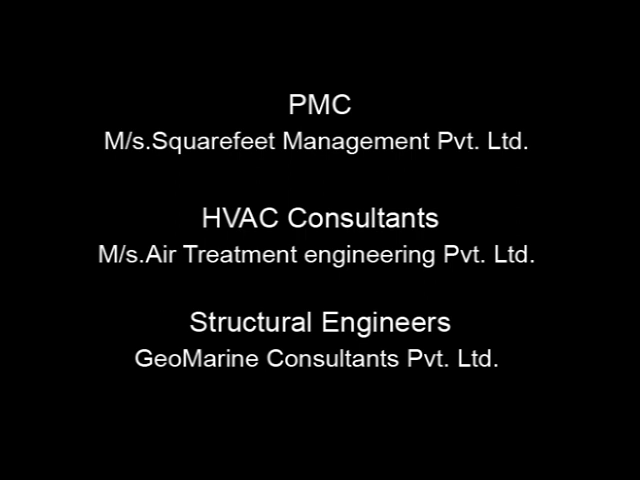 PMC
M/s.Squarefeet Management Pvt. Ltd.
HVAC Consultants
M/s.Air Treatment engineering Pvt. Ltd.
Structural Engineers
GeoMarine Consultants Pvt. Ltd.